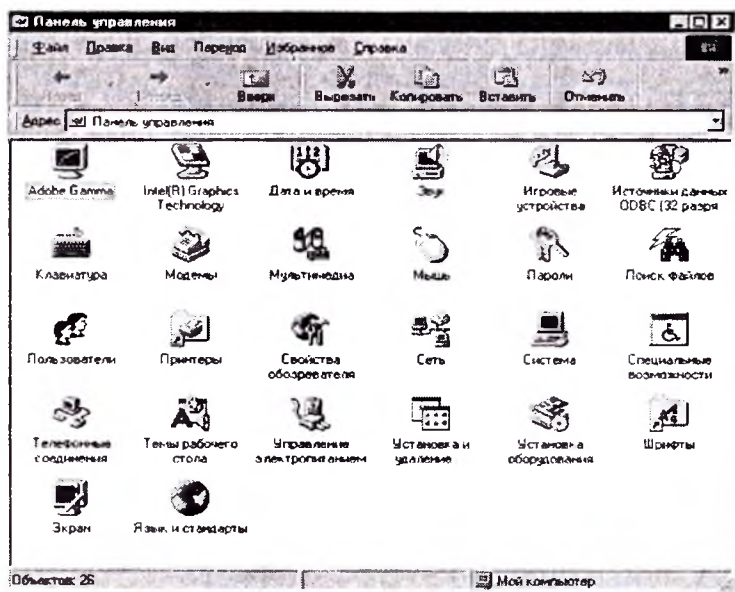 Панель управления
Файл Правка Вид Переход Избранное Справка
Вверх Вырезать Копировать Вставить Отменить
Адрес Панель управления
Adobe Gamma
Intel(R) Graphics
Technology
Дата и время
Звук
Игровые
устройства
Источники данных
ODBC (32 разря
Клавиатура
Модемы
Мультимедиа
Мышь
Пароли
Поиск файлов
Пользователи
Принтеры
Свойства
обозревателя
Сеть
Система
Специальные
возможности
Телефонные
соединения
Темы рабочего
стола
Управление
электропитанием
Установка и
удаление
Установка
оборудования
Шрифты
Экран
Язык и стандарты
Объектов: 26
Мой компьютер